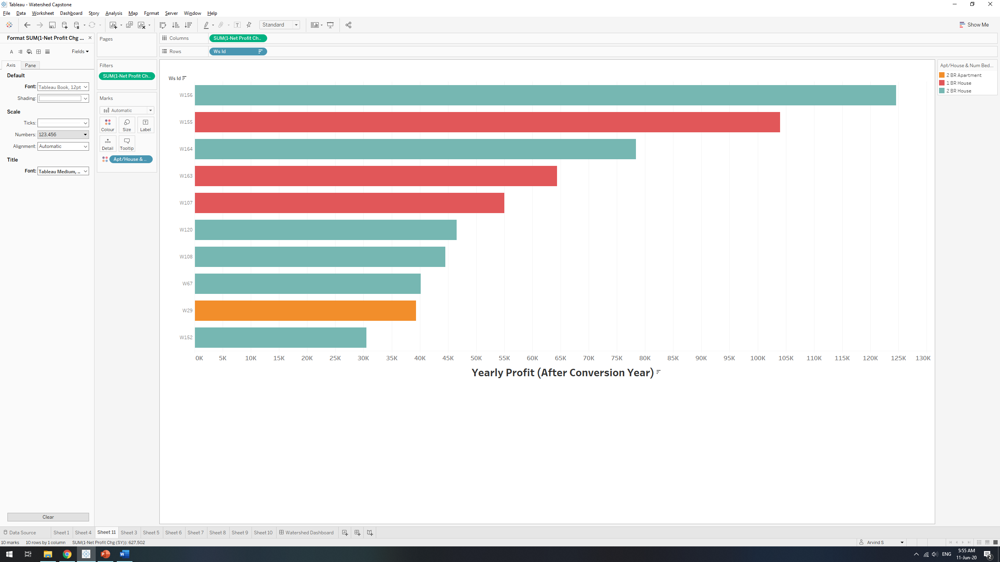 Tableau - Watershed Capstone
File Data Worksheet Dashboard Story Analysis Map Format Server Window Help
Standard
Show Me
Format SUM(1-Net Profit Chg ...
Fields
Axis Pane
Default
Font: Tableau Book, 12pt
Shading:
Scale
Ticks:
Numbers: 123,456
Alignment: Automatic
Title
Font: Tableau Medium, ..
Clear
Pages
Filters
SUM(1-Net Profit Ch..
Marks
Automatic
Colour Size Label
Detail Tooltip
Apt/House & ..
Columns SUM(1-Net Profit Ch..
Rows Ws Id
Ws Id
W156
W155
W164
W163
W107
W120
W108
W67
W29
W152
0K 5K 10K 15K 20K 25K 30K 35K 40K 45K 50K 55K 60K 65K 70K 75K 80K 85K 90K 95K 100K 105K 110K 115K 120K 125K 130K
Yearly Profit (After Conversion Year)
Apt/House & Num Bed...
2 BR Apartment
1 BR House
2 BR House
Data Source Sheet 1 Sheet 4 Sheet 11 Sheet 3 Sheet 5 Sheet 6 Sheet 7 Sheet 8 Sheet 9 Sheet 10 Watershed Dashboard
10 marks 10 rows by 1 column SUM(1-Net Profit Chg (SY)): 627,502
Arvind S
ENG
5:55 AM
11-Jun-20
2